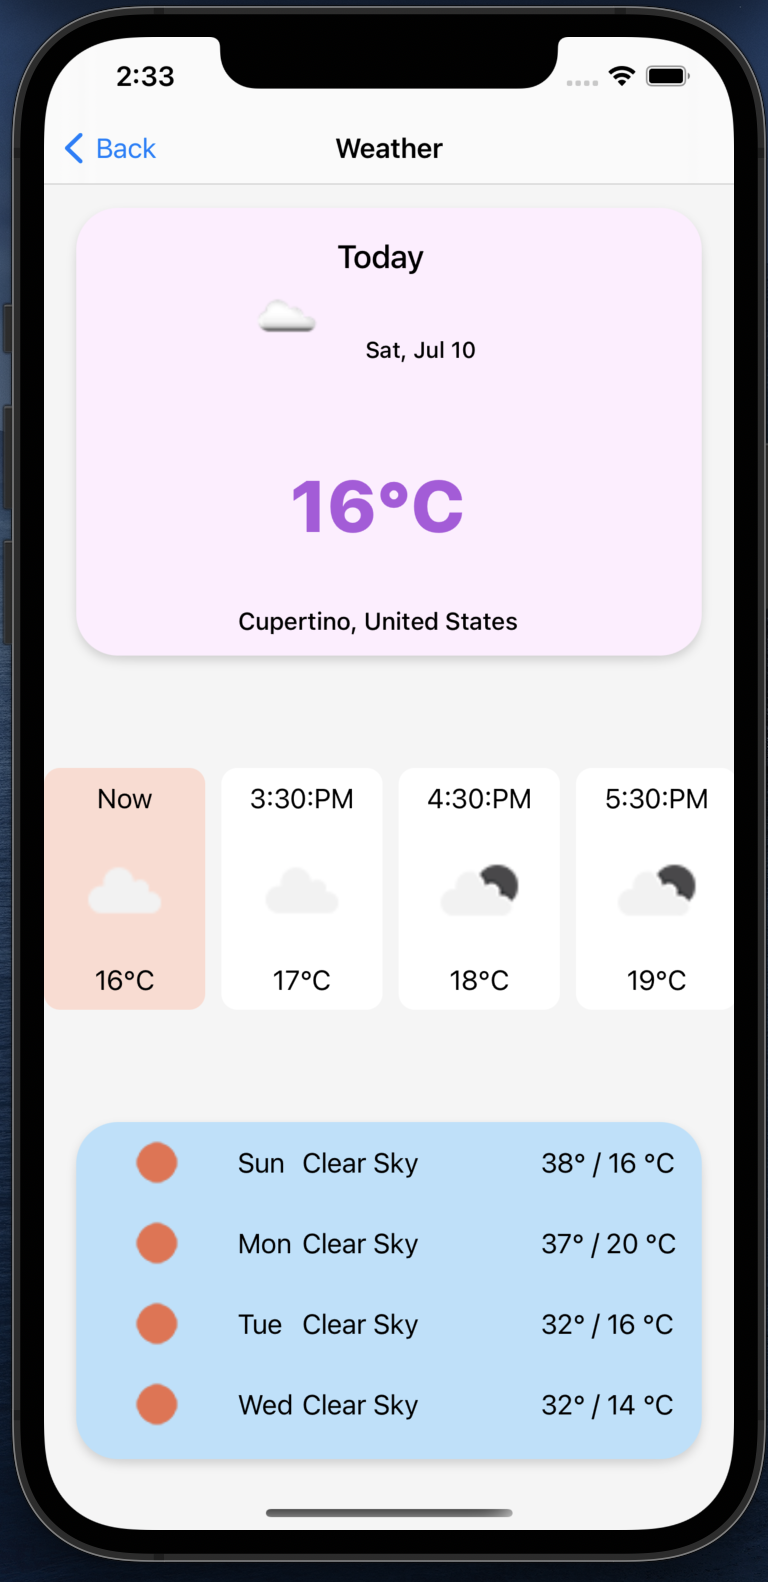 2:33
Back Weather
Today
Sat, Jul 10
16°C
Cupertino, United States
Now 3:30:PM 4:30:PM 5:30:PM
16°C 17°C 18°C 19°C
Sun Clear Sky 38° / 16 °C
Mon Clear Sky 37° / 20 °C
Tue Clear Sky 32° / 16 °C
Wed Clear Sky 32° / 14 °C